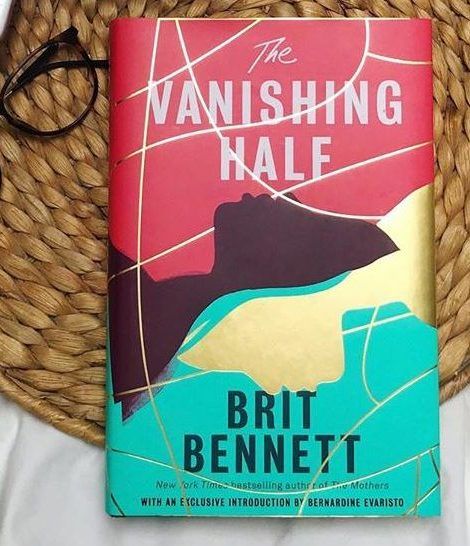 The
VANISHING
HALF
BRIT
BENNETT
New York Times bestselling author of The Mothers
WITH AN EXCLUSIVE INTRODUCTION BY BERNARDINE EVARISTO